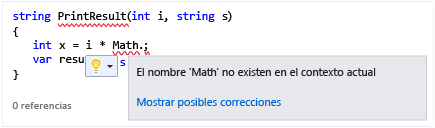 string PrintResult(int i, string s)
{
int x = i * Math.;
var resu s
}
El nombre 'Math' no existen en el contexto actual
Mostrar posibles correcciones
0 referencias